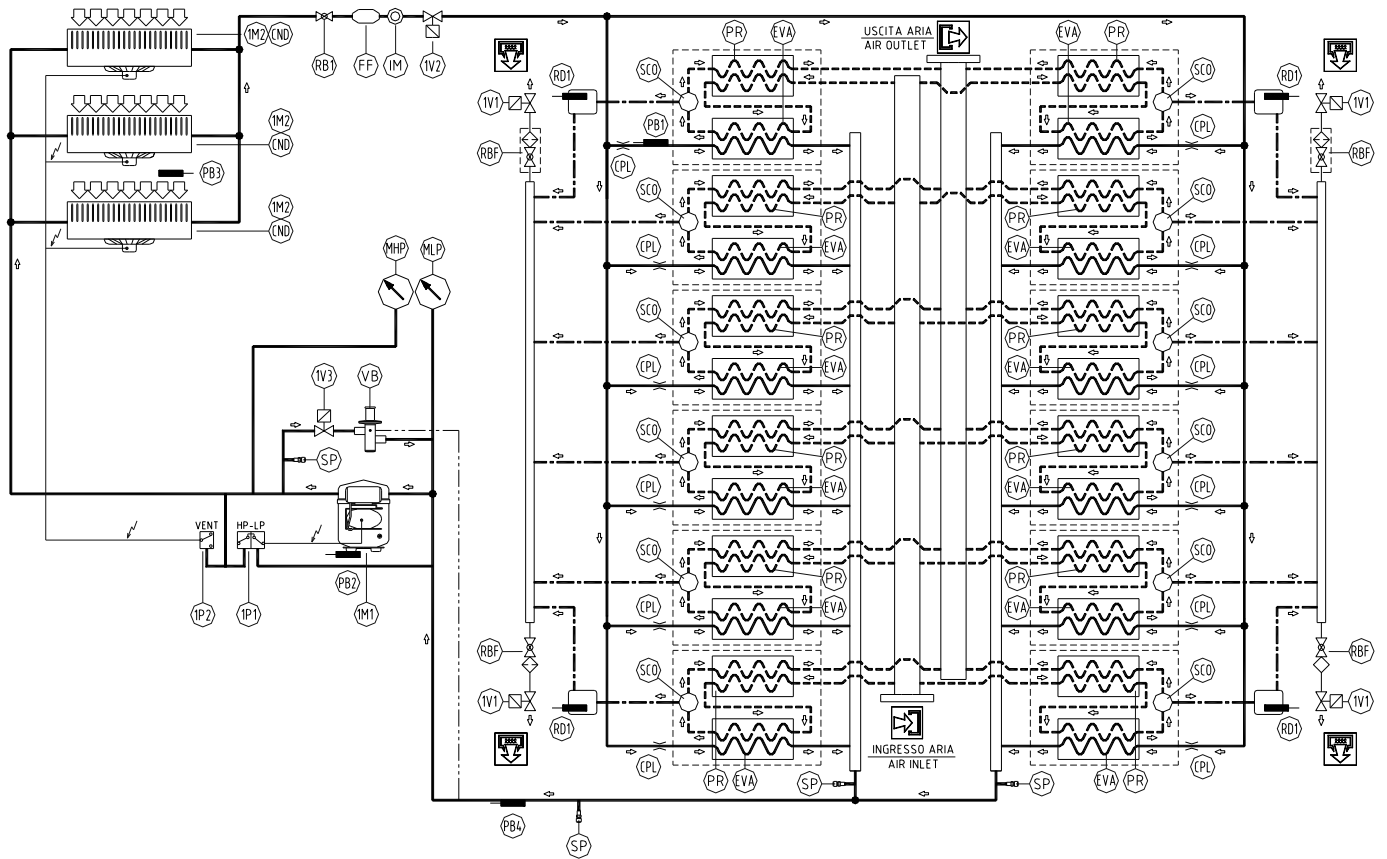 1M2 CND
RB1 FF IM 1V2
1M2
CND
PB3
1M2
CND
MHP MLP
1V3 VB
SP
VENT HP-LP
1P2 1P1 PB2 1M1
PB4 SP
USCITA ARIA
AIR OUTLET
PR EVA EVA PR
SCO SCO
RD1 RD1
1V1 1V1
PB1 CPL
RBF RBF
CPL
SCO PR PR SCO
CPL EVA EVA CPL
SCO PR PR SCO
CPL EVA EVA CPL
SCO PR PR SCO
CPL EVA EVA CPL
SCO PR PR SCO
CPL EVA EVA CPL
RBF RBF
SCO SCO
1V1 1V1
RD1 RD1
INGRESSO ARIA
AIR INLET
CPL PR EVA EVA PR CPL
SP SP